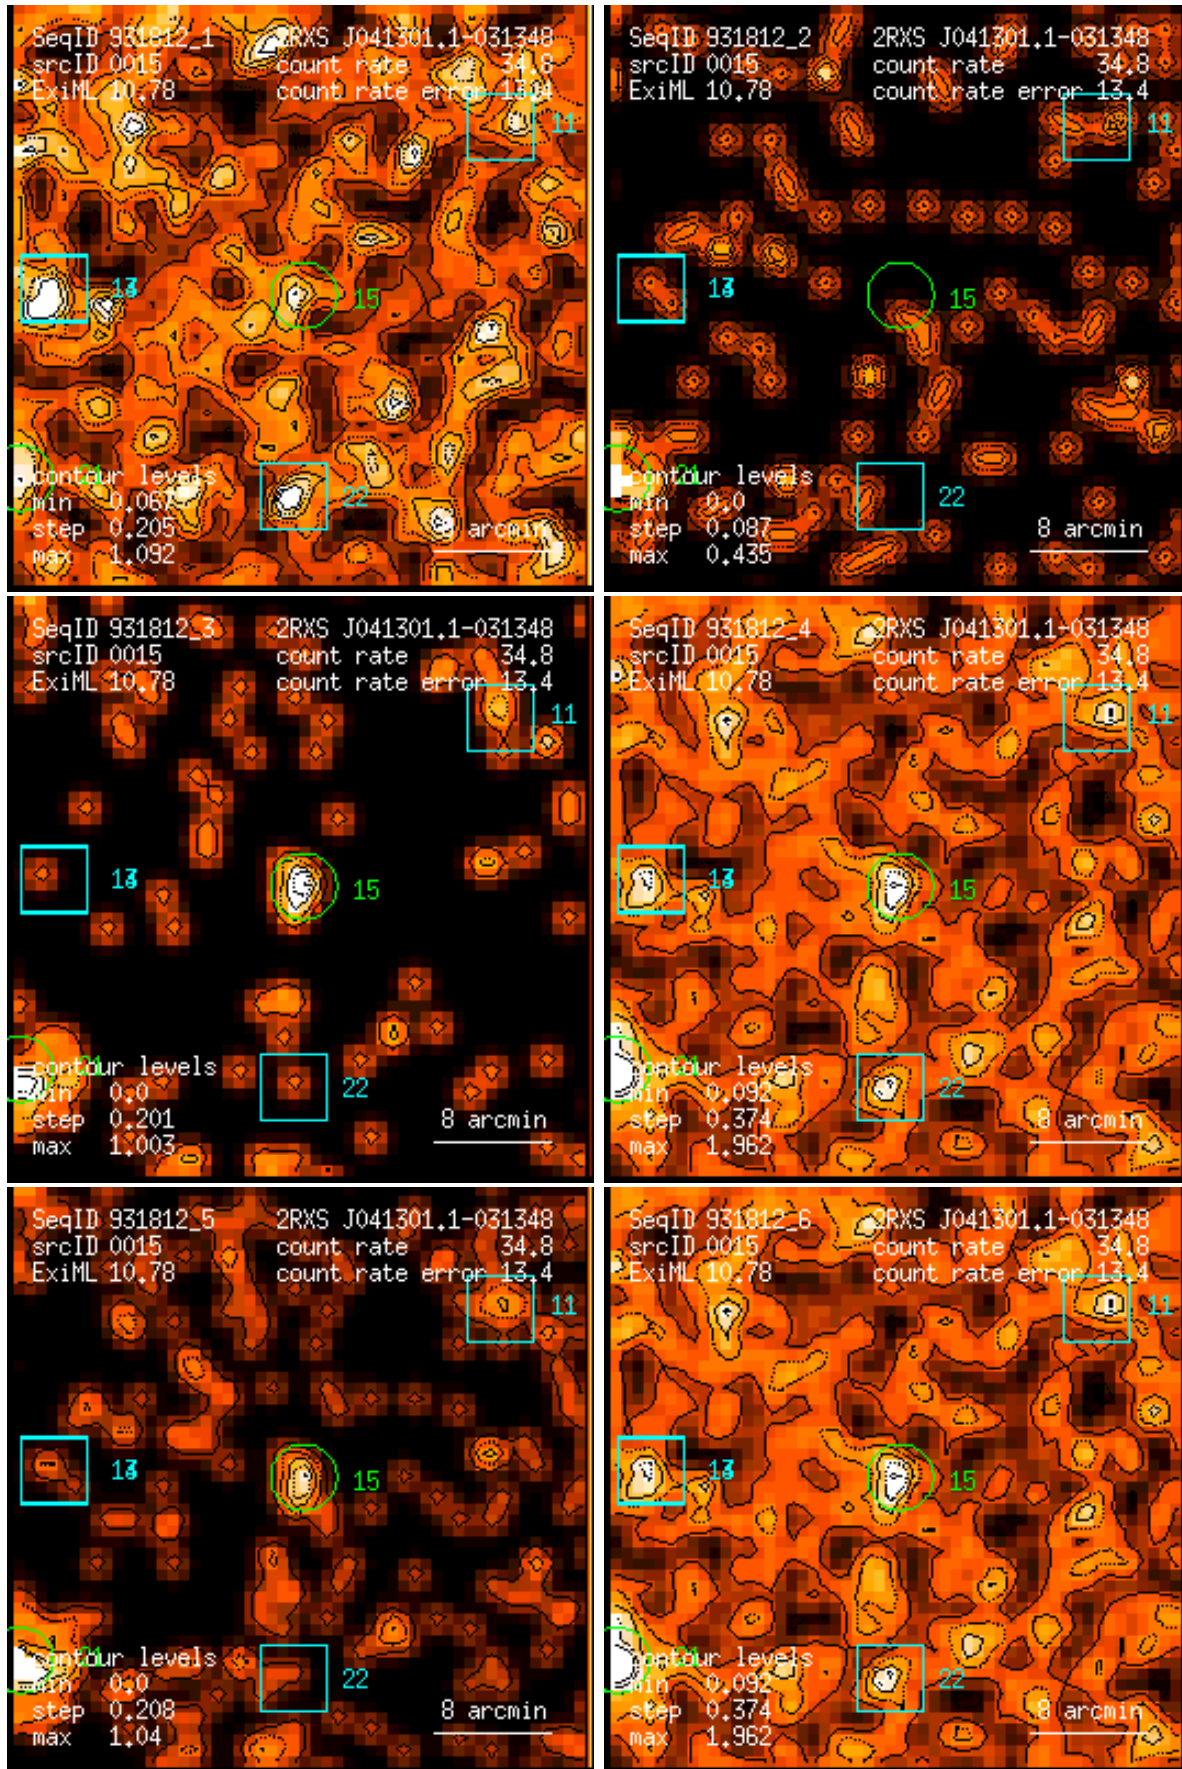 SeqID 931812_1 2RXS J041301.1-031348
srcID 0015 count rate 34.8
ExiML 10.78 count rate error 13.4
11
15
22
contour levels
min 0.067
step 0.205
max 1.092
8 arcmin
SeqID 931812_2 2RXS J041301.1-031348
srcID 0015 count rate 34.8
ExiML 10.78 count rate error 13.4
11
15
22
contour levels
min 0.0
step 0.087
max 0.435
8 arcmin
SeqID 931812_3 2RXS J041301.1-031348
srcID 0015 count rate 34.8
ExiML 10.78 count rate error 13.4
11
15
22
contour levels
min 0.0
step 0.201
max 1.003
8 arcmin
SeqID 931812_4 2RXS J041301.1-031348
srcID 0015 count rate 34.8
ExiML 10.78 count rate error 13.4
11
15
22
contour levels
min 0.092
step 0.374
max 1.962
8 arcmin
SeqID 931812_5 2RXS J041301.1-031348
srcID 0015 count rate 34.8
ExiML 10.78 count rate error 13.4
11
15
22
contour levels
min 0.0
step 0.208
max 1.04
8 arcmin
SeqID 931812_6 2RXS J041301.1-031348
srcID 0015 count rate 34.8
ExiML 10.78 count rate error 13.4
11
15
22
contour levels
min 0.092
step 0.374
max 1.962
8 arcmin